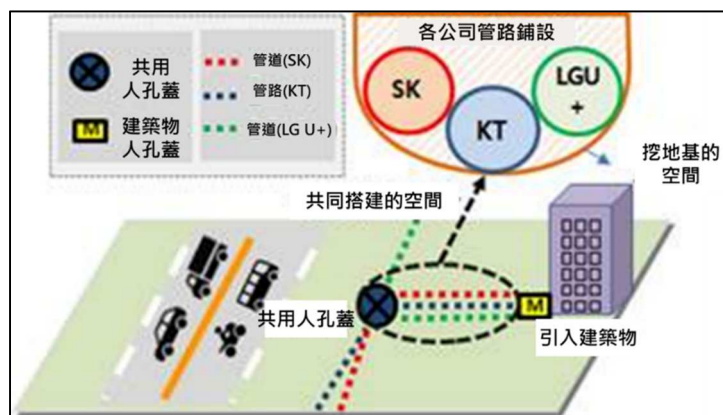 各公司管路鋪設
共用
人孔蓋
M
建築物
人孔蓋
管道(SK)
管路(KT)
管道(LG U+)
SK
KT
LGU
+
挖地基的
空間
共同搭建的空間
共用人孔蓋
M
引入建築物